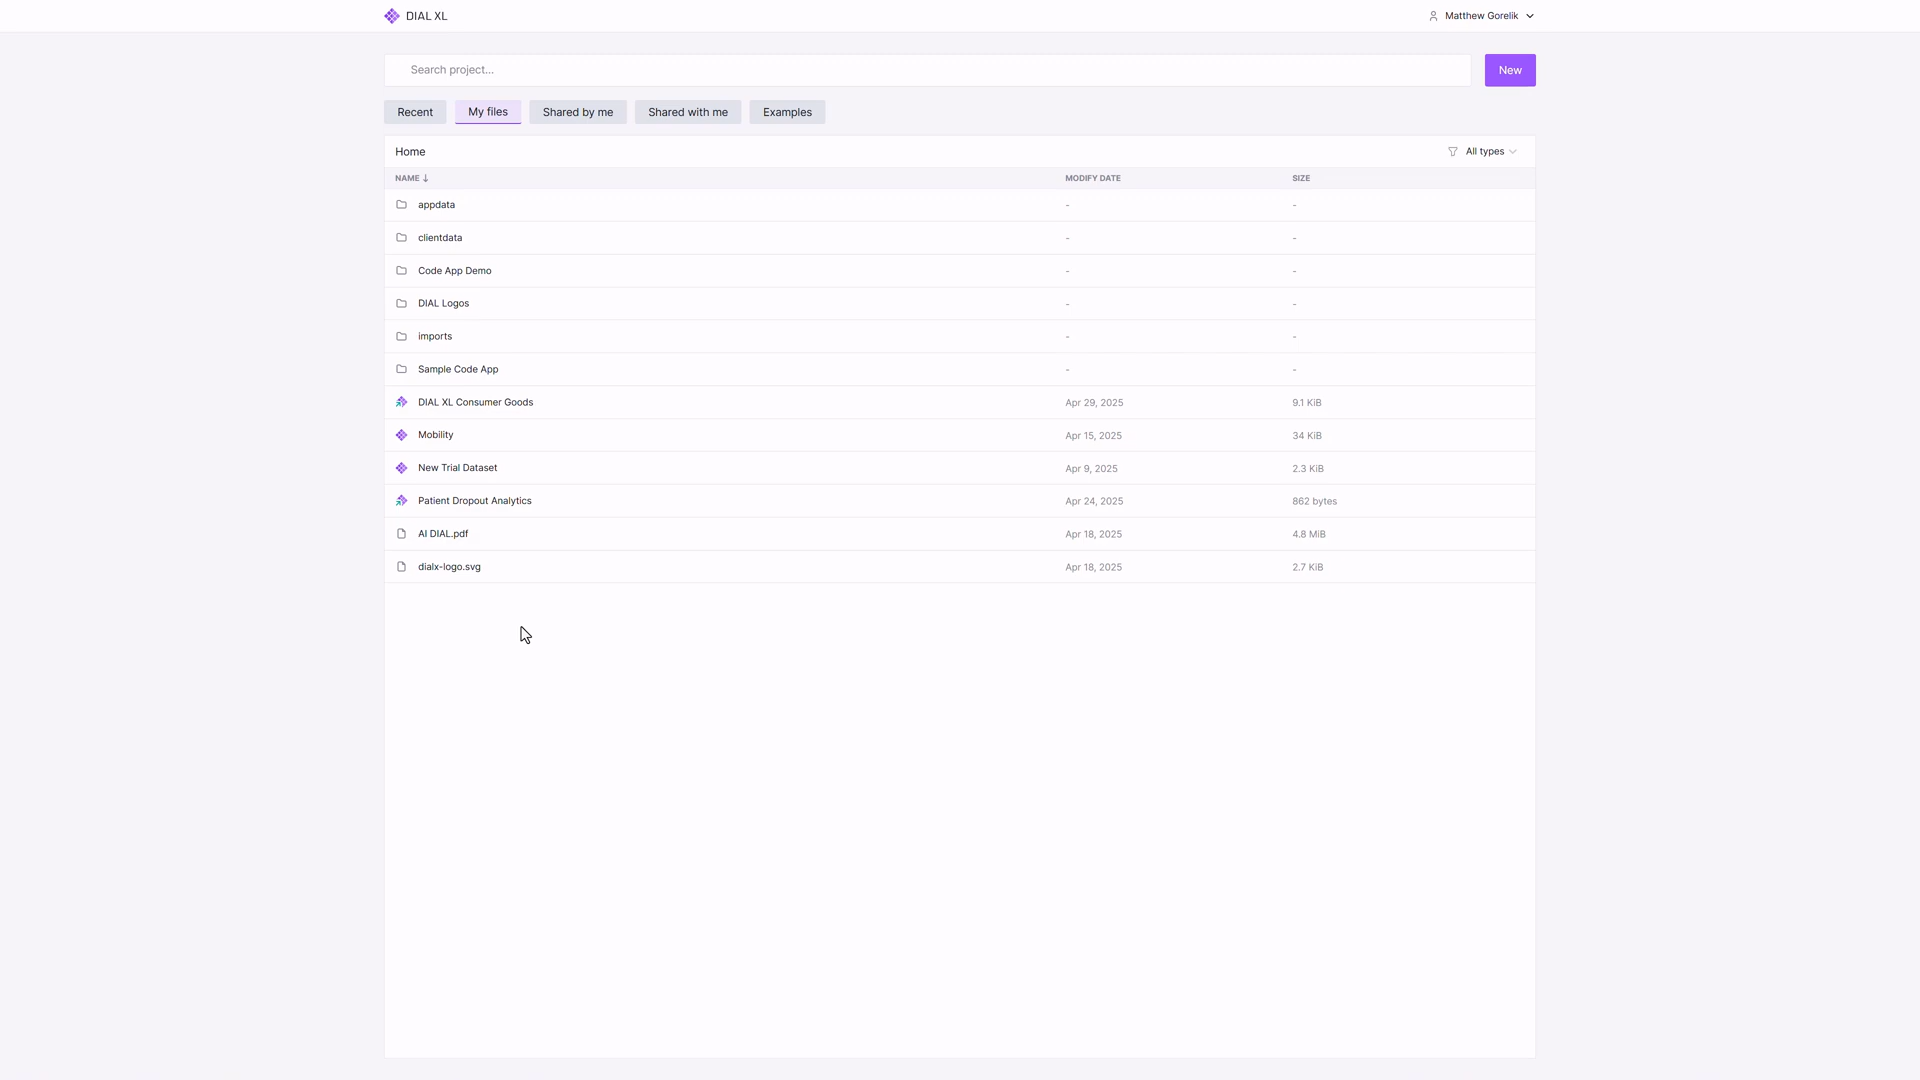 DIAL XL
Matthew Gorelik
Search project...
New
Recent
My files
Shared by me
Shared with me
Examples
Home
All types
NAME
MODIFY DATE
SIZE
appdata - -
clientdata - -
Code App Demo - -
DIAL Logos - -
imports - -
Sample Code App - -
DIAL XL Consumer Goods Apr 29, 2025 9.1 KiB
Mobility Apr 15, 2025 34 KiB
New Trial Dataset Apr 9, 2025 2.3 KiB
Patient Dropout Analytics Apr 24, 2025 862 bytes
AI DIAL.pdf Apr 18, 2025 4.8 MiB
dialx-logo.svg Apr 18, 2025 2.7 KiB